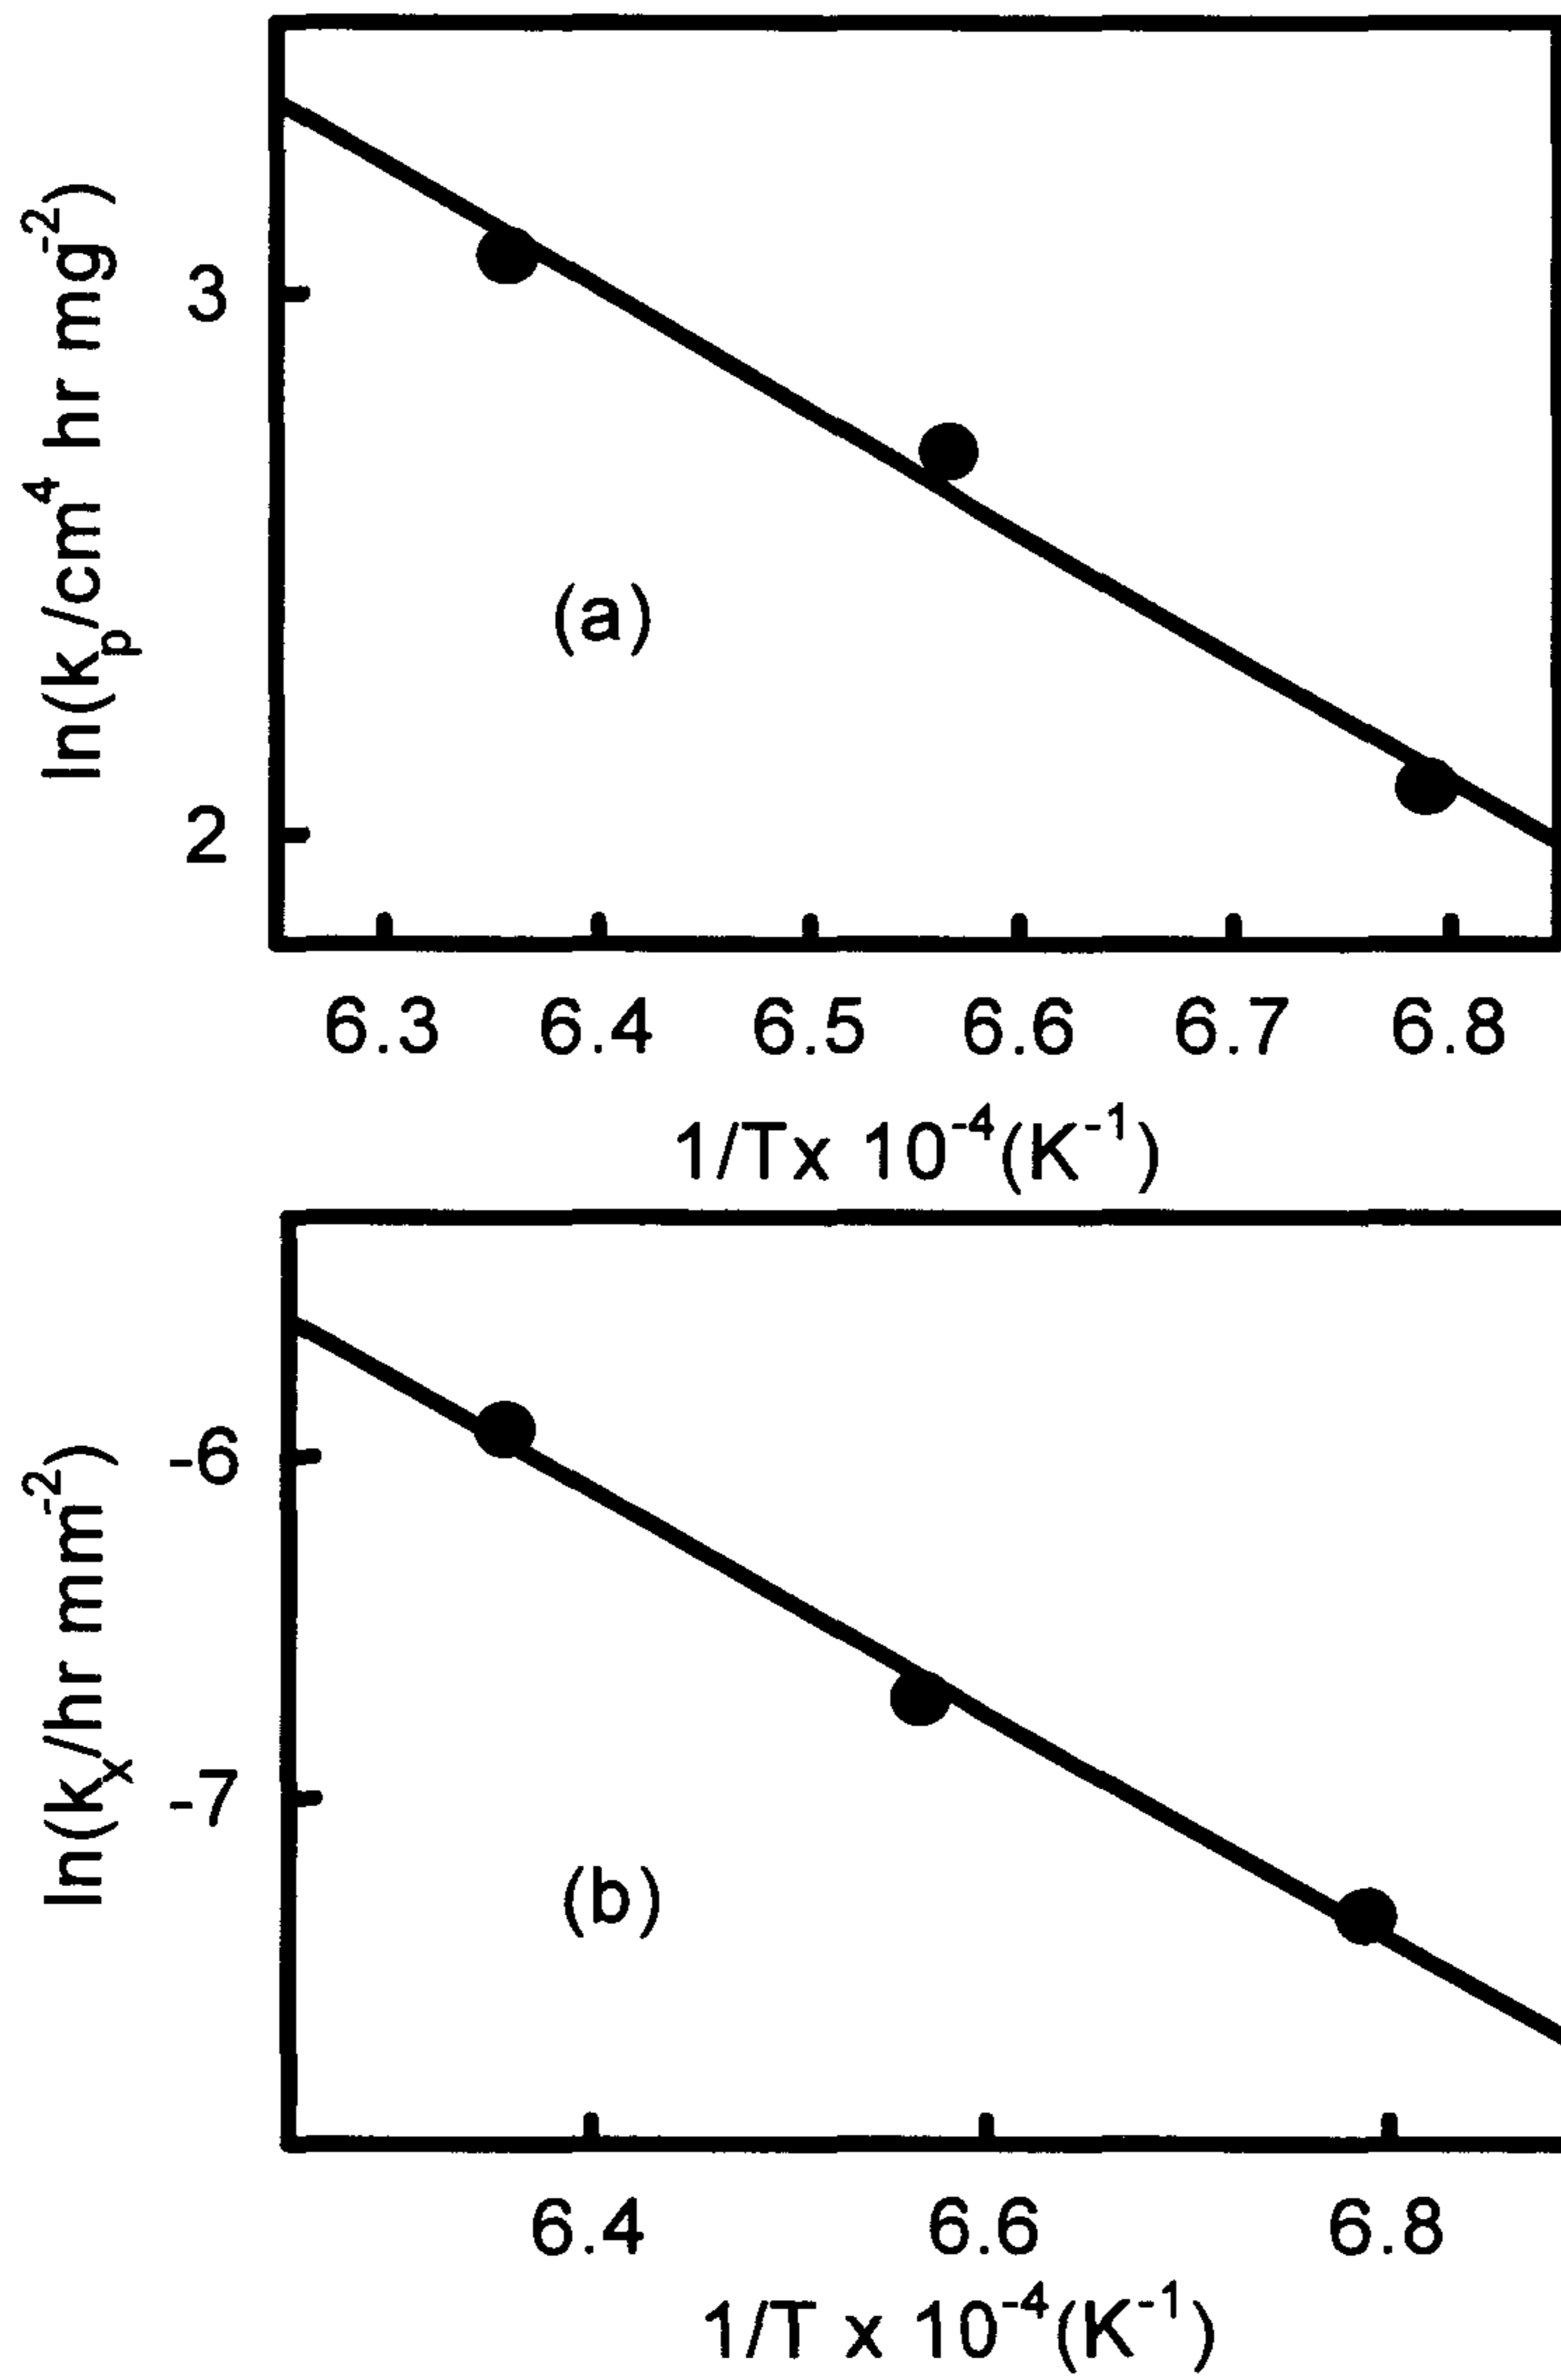 ln(kₚ/cm⁴ hr mg⁻²)
3
2
(a)
6.3 6.4 6.5 6.6 6.7 6.8
1/Tx 10⁻⁴(K⁻¹)
ln(kₓ/hr mm⁻²)
-6
-7
(b)
6.4 6.6 6.8
1/T x 10⁻⁴(K⁻¹)